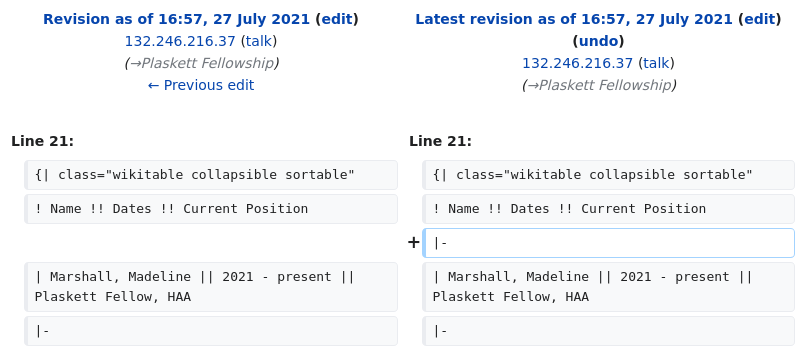 Revision as of 16:57, 27 July 2021 (edit)
132.246.216.37 (talk)
(→Plaskett Fellowship)
← Previous edit
Latest revision as of 16:57, 27 July 2021 (edit)
(undo)
132.246.216.37 (talk)
(→Plaskett Fellowship)
Line 21:
Line 21:
{| class="wikitable collapsible sortable"
{| class="wikitable collapsible sortable"
! Name !! Dates !! Current Position
! Name !! Dates !! Current Position
+ |-
| Marshall, Madeline || 2021 - present ||
Plaskett Fellow, HAA
| Marshall, Madeline || 2021 - present ||
Plaskett Fellow, HAA
|-
|-